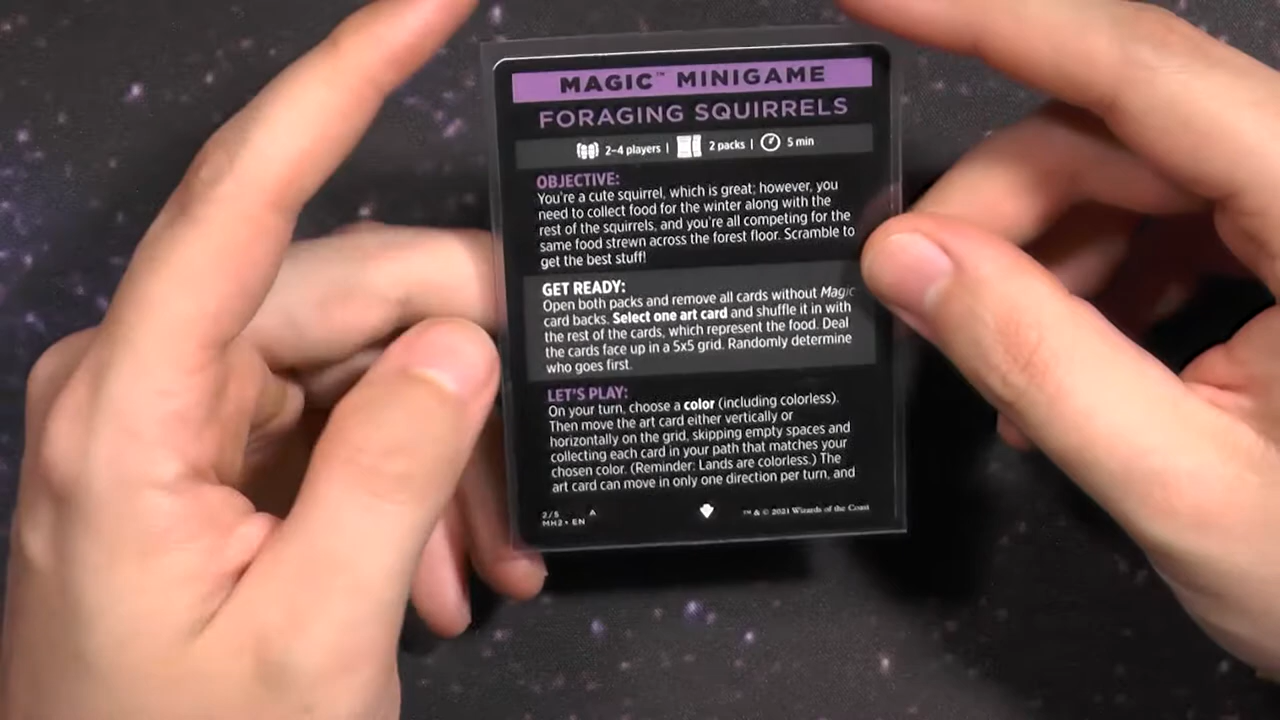 MAGIC™ MINIGAME
FORAGING SQUIRRELS
2-4 players | 2 packs | 5 min
OBJECTIVE:
You're a cute squirrel, which is great; however, you
need to collect food for the winter along with the
rest of the squirrels, and you're all competing for the
same food strewn across the forest floor. Scramble to
get the best stuff!
GET READY:
Open both packs and remove all cards without Magic
card backs. Select one art card and shuffle it in with
the rest of the cards, which represent the food. Deal
the cards face up in a 5x5 grid. Randomly determine
who goes first.
LET'S PLAY:
On your turn, choose a color (including colorless).
Then move the art card either vertically or
horizontally on the grid, skipping empty spaces and
collecting each card in your path that matches your
chosen color. (Reminder: Lands are colorless.) The
art card can move in only one direction per turn, and
2/5 A
MH2 • EN
™ & © 2021 Wizards of the Coast